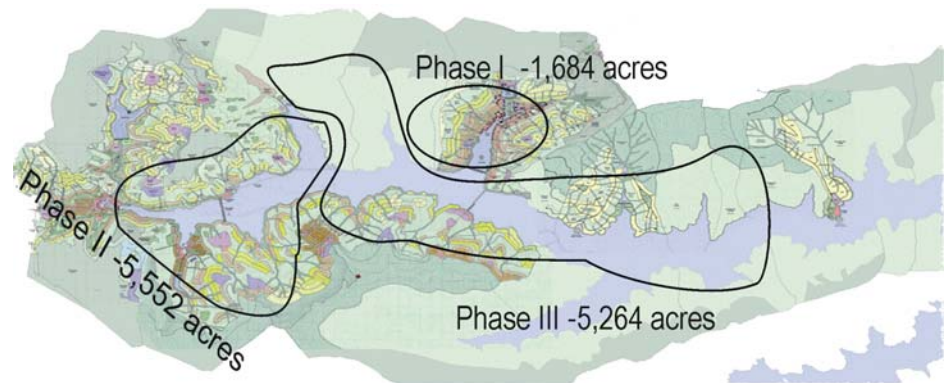 Phase I -1,684 acres
Phase II -5,552 acres
Phase III -5,264 acres